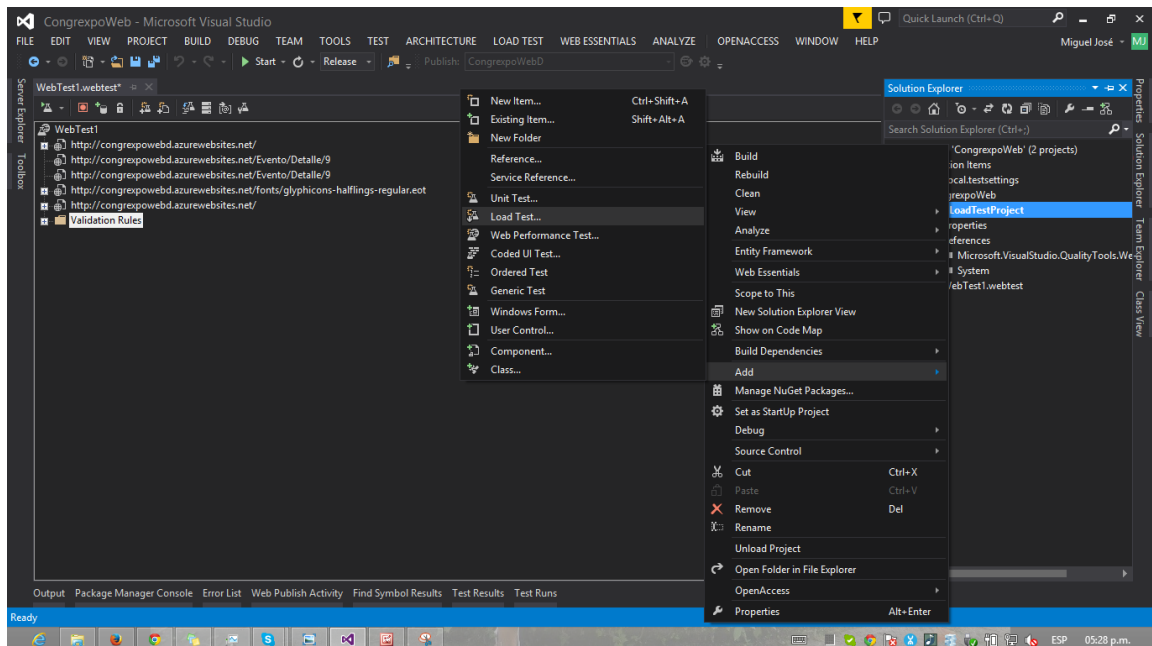 CongrexpoWeb - Microsoft Visual Studio
Quick Launch (Ctrl+Q)
FILE EDIT VIEW PROJECT BUILD DEBUG TEAM TOOLS TEST ARCHITECTURE LOAD TEST WEB ESSENTIALS ANALYZE OPENACCESS WINDOW HELP
Miguel José MJ
Start Release Publish: CongrexpoWebD
Server Explorer
Toolbox
WebTest1.webtest*
WebTest1
http://congrexpowebd.azurewebsites.net/
http://congrexpowebd.azurewebsites.net/Evento/Detalle/9
http://congrexpowebd.azurewebsites.net/Evento/Detalle/9
http://congrexpowebd.azurewebsites.net/fonts/glyphicons-halflings-regular.eot
http://congrexpowebd.azurewebsites.net/
Validation Rules
New Item... Ctrl+Shift+A
Existing Item... Shift+Alt+A
New Folder
Reference...
Service Reference...
Unit Test...
Load Test...
Web Performance Test...
Coded UI Test...
Ordered Test
Generic Test
Windows Form...
User Control...
Component...
Class...
Build
Rebuild
Clean
View
Analyze
Entity Framework
Web Essentials
Scope to This
New Solution Explorer View
Show on Code Map
Build Dependencies
Add
Manage NuGet Packages...
Set as StartUp Project
Debug
Source Control
Cut Ctrl+X
Paste Ctrl+V
Remove Del
Rename
Unload Project
Open Folder in File Explorer
OpenAccess
Properties Alt+Enter
Solution Explorer
Search Solution Explorer (Ctrl+;)
'CongrexpoWeb' (2 projects)
ion Items
ocal.testsettings
grexpoWeb
LoadTestProject
roperties
eferences
Microsoft.VisualStudio.QualityTools.We
System
ebTest1.webtest
Properties
Solution Explorer
Team Explorer
Class View
Output Package Manager Console Error List Web Publish Activity Find Symbol Results Test Results Test Runs
Ready
ESP 05:28 p.m.